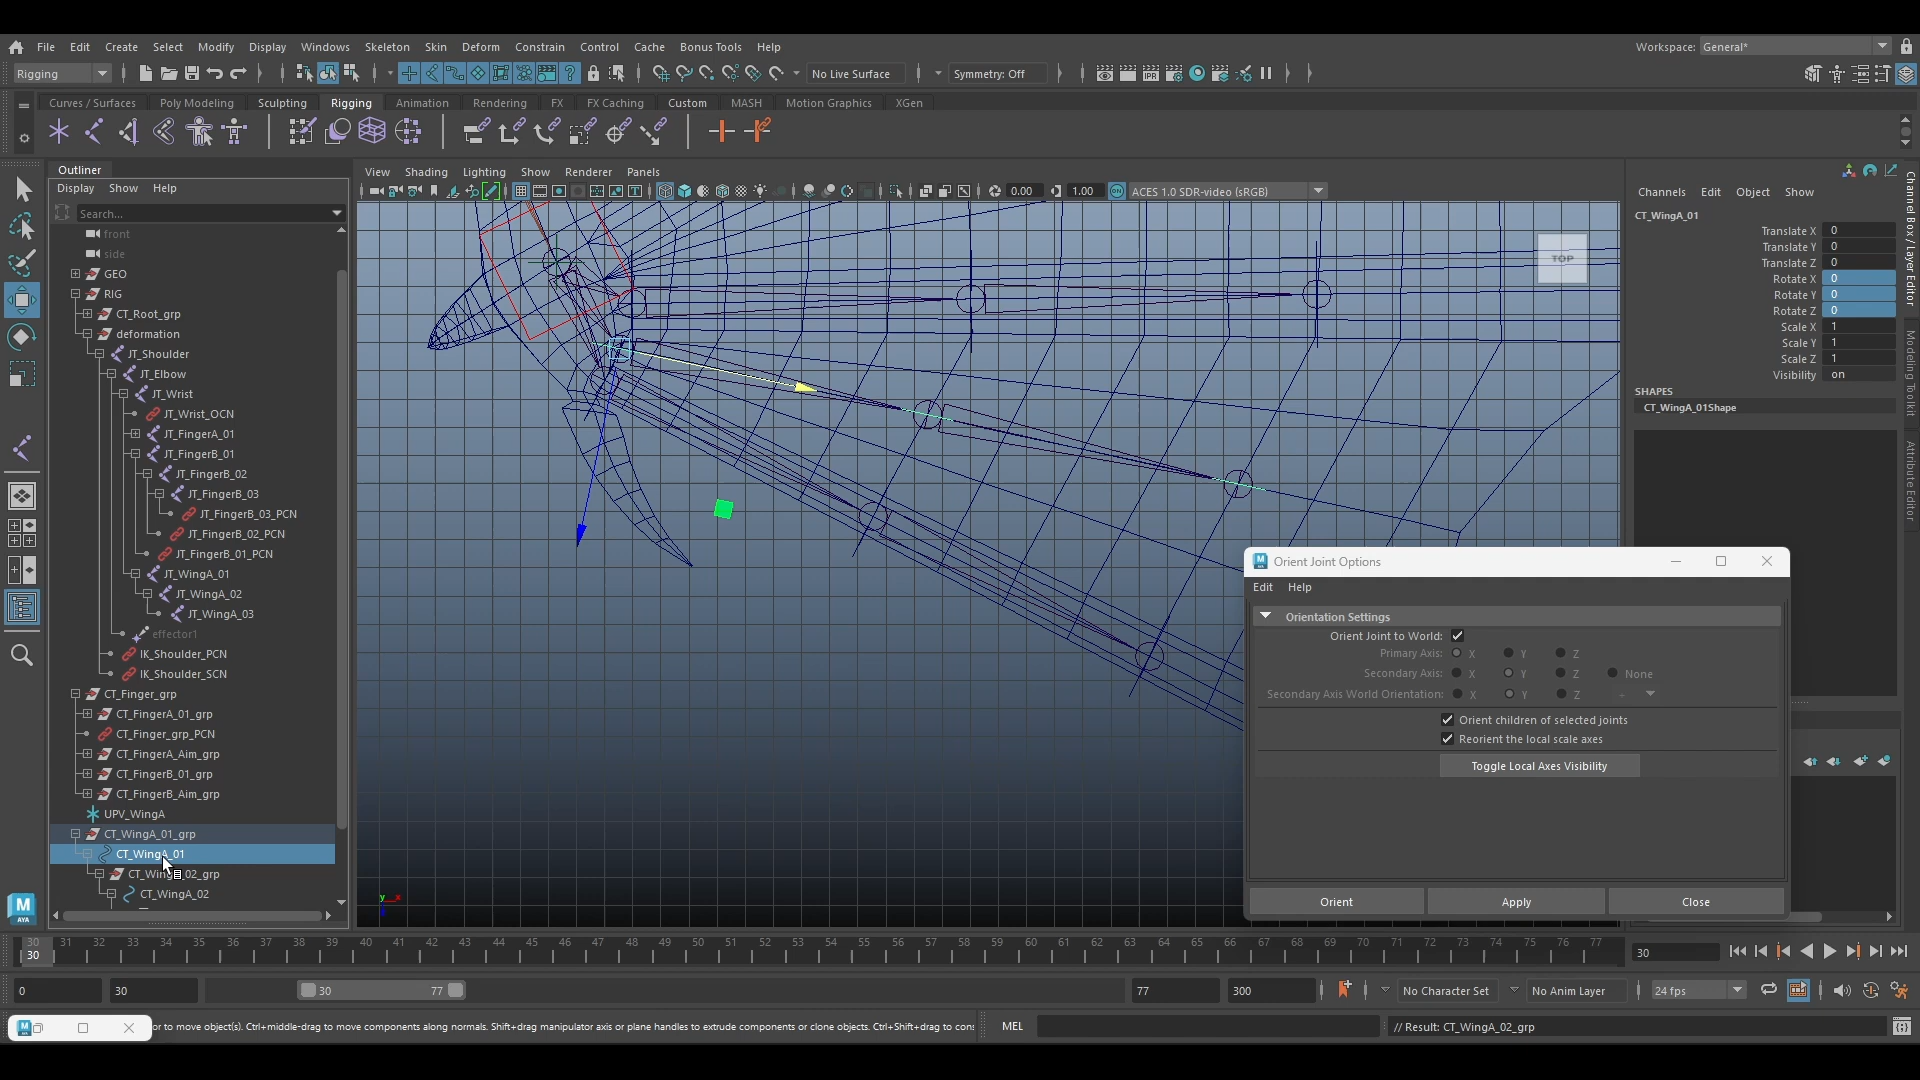 File Edit Create Select Modify Display Windows Skeleton Skin Deform Constrain Control Cache Bonus Tools Help
Workspace: General*
Rigging
No Live Surface
Symmetry: Off
Curves / Surfaces Poly Modeling Sculpting Rigging Animation Rendering FX FX Caching Custom MASH Motion Graphics XGen
Outliner
Display Show Help
Search...
front
side
GEO
RIG
CT_Root_grp
deformation
JT_Shoulder
JT_Elbow
JT_Wrist
JT_Wrist_OCN
JT_FingerA_01
JT_FingerB_01
JT_FingerB_02
JT_FingerB_03
JT_FingerB_03_PCN
JT_FingerB_02_PCN
JT_FingerB_01_PCN
JT_WingA_01
JT_WingA_02
JT_WingA_03
effector1
IK_Shoulder_PCN
IK_Shoulder_SCN
CT_Finger_grp
CT_FingerA_01_grp
CT_Finger_grp_PCN
CT_FingerA_Aim_grp
CT_FingerB_01_grp
CT_FingerB_Aim_grp
UPV_WingA
CT_WingA_01_grp
CT_WingA_01
CT_WingA_02
View Shading Lighting Show Renderer Panels
0.00
1.00
ON
ACES 1.0 SDR-video (sRGB)
TOP
y x
Channels Edit Object Show
CT_WingA_01
Translate X 0
Translate Y 0
Translate Z 0
Rotate X 0
Rotate Y 0
Rotate Z 0
Scale X 1
Scale Y 1
Scale Z 1
Visibility on
SHAPES
CT_WingA_01Shape
Channel Box / Layer Editor
Modeling Toolkit
Attribute Editor
Orient Joint Options
Edit Help
Orientation Settings
Orient Joint to World:
Primary Axis: X Y Z
Secondary Axis: X Y Z None
Secondary Axis World Orientation: X Y Z +
Orient children of selected joints
Reorient the local scale axes
Toggle Local Axes Visibility
Orient Apply Close
30 31 32 33 34 35 36 37 38 39 40 41 42 43 44 45 46 47 48 49 50 51 52 53 54 55 56 57 58 59 60 61 62 63 64 65 66 67 68 69 70 71 72 73 74 75 76 77
30
30
0
30
30
77
77
300
No Character Set
No Anim Layer
24 fps
or to move object(s). Ctrl+middle-drag to move components along normals. Shift+drag manipulator axis or plane handles to extrude components or clone objects. Ctrl+Shift+drag to con
MEL
// Result: CT_WingA_02_grp
M
AYA
IPR